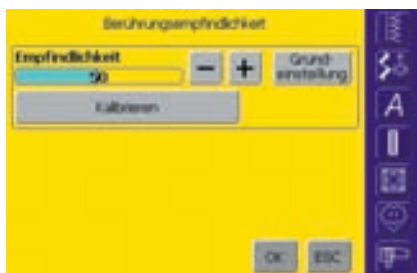 Berührungsempfindlichkeit
Empfindlichkeit
50
−
+
Grund-
einstellung
Kalibrieren
OK
ESC
A